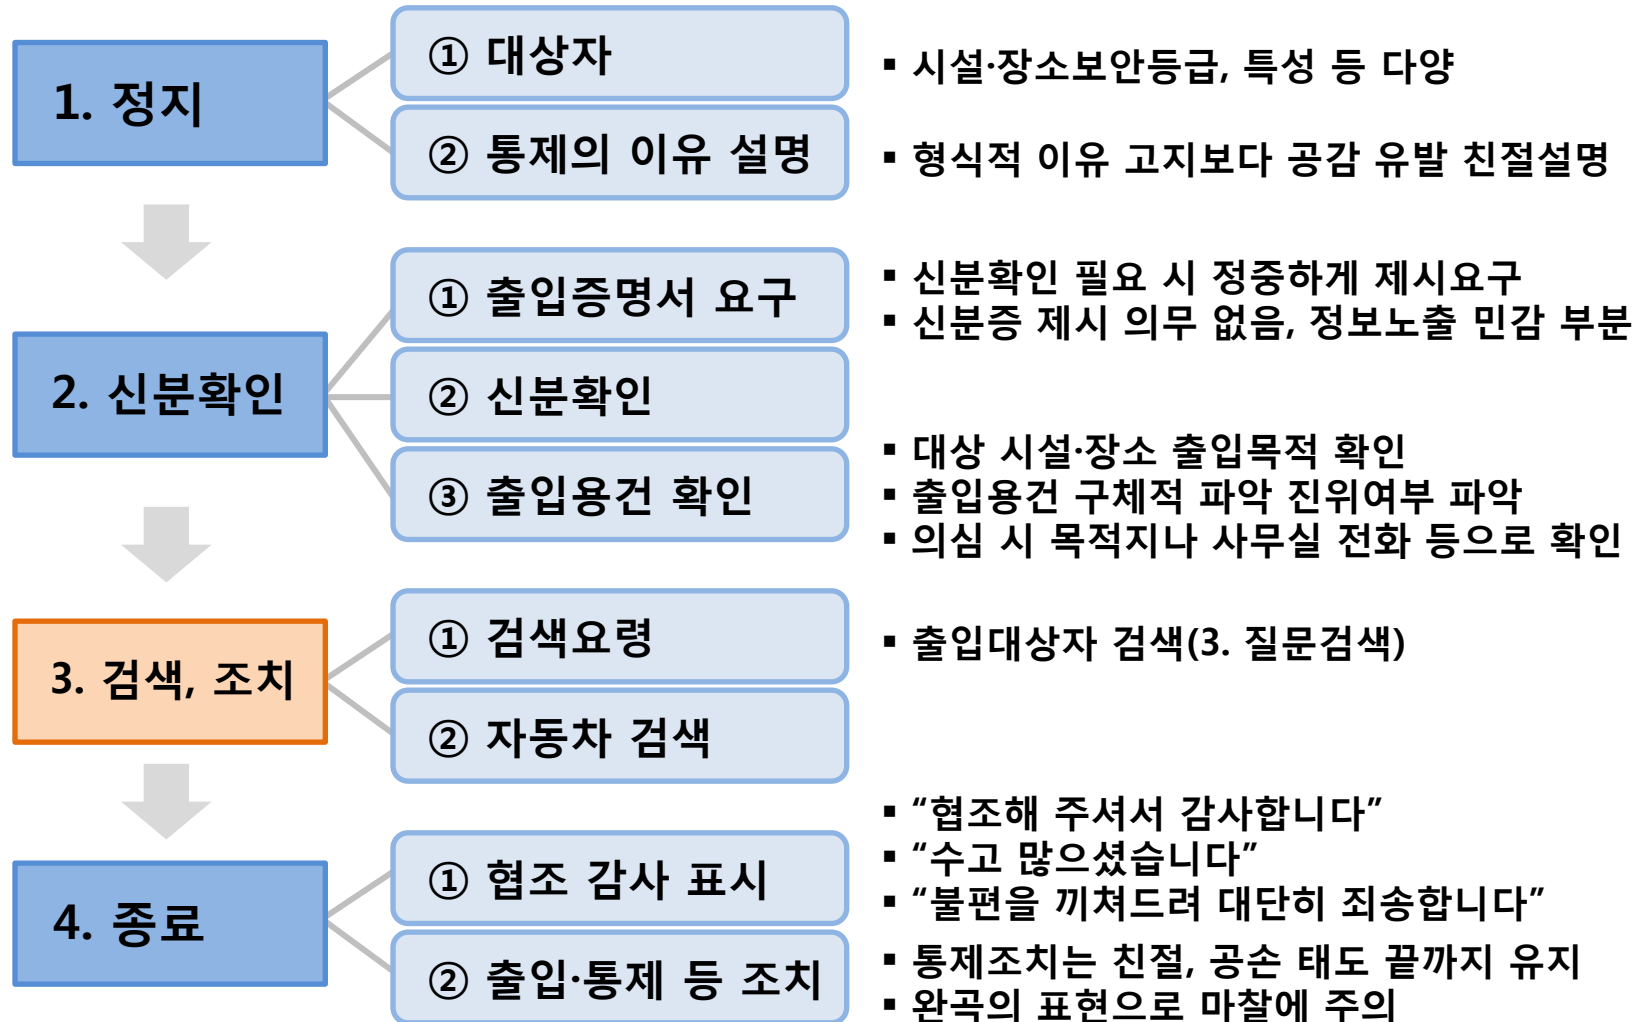 1. 정지
① 대상자
▪ 시설·장소보안등급, 특성 등 다양
② 통제의 이유 설명
▪ 형식적 이유 고지보다 공감 유발 친절설명
2. 신분확인
① 출입증명서 요구
▪ 신분확인 필요 시 정중하게 제시요구
▪ 신분증 제시 의무 없음, 정보노출 민감 부분
② 신분확인
③ 출입용건 확인
▪ 대상 시설·장소 출입목적 확인
▪ 출입용건 구체적 파악 진위여부 파악
▪ 의심 시 목적지나 사무실 전화 등으로 확인
3. 검색, 조치
① 검색요령
▪ 출입대상자 검색(3. 질문검색)
② 자동차 검색
4. 종료
① 협조 감사 표시
▪ “협조해 주셔서 감사합니다”
▪ “수고 많으셨습니다”
▪ “불편을 끼쳐드려 대단히 죄송합니다”
② 출입·통제 등 조치
▪ 통제조치는 친절, 공손 태도 끝까지 유지
▪ 완곡의 표현으로 마찰에 주의